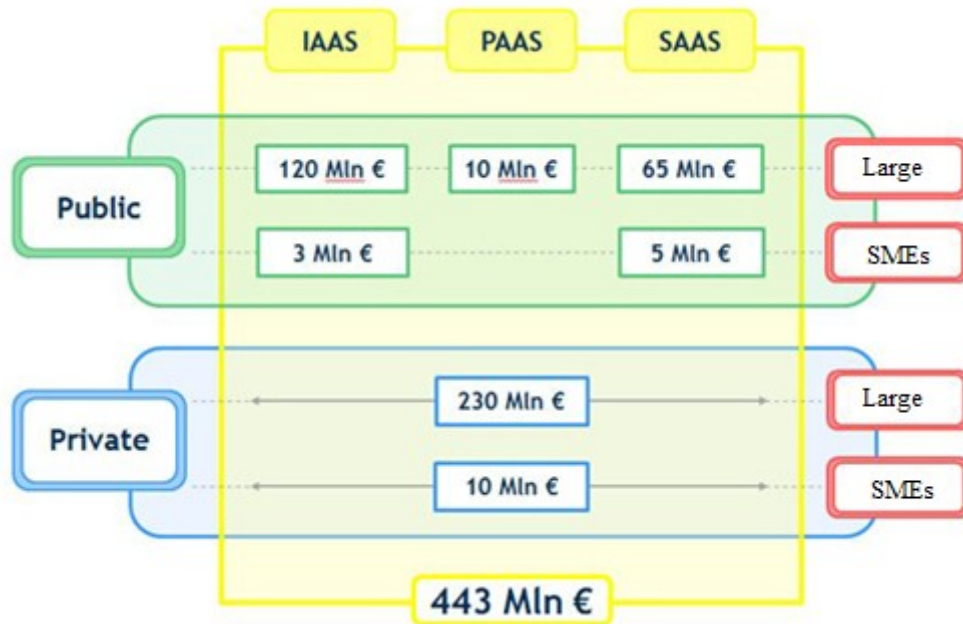 IAAS PAAS SAAS
120 Mln € 10 Mln € 65 Mln € Large
Public
3 Mln € 5 Mln € SMEs
230 Mln € Large
Private
10 Mln € SMEs
443 Mln €